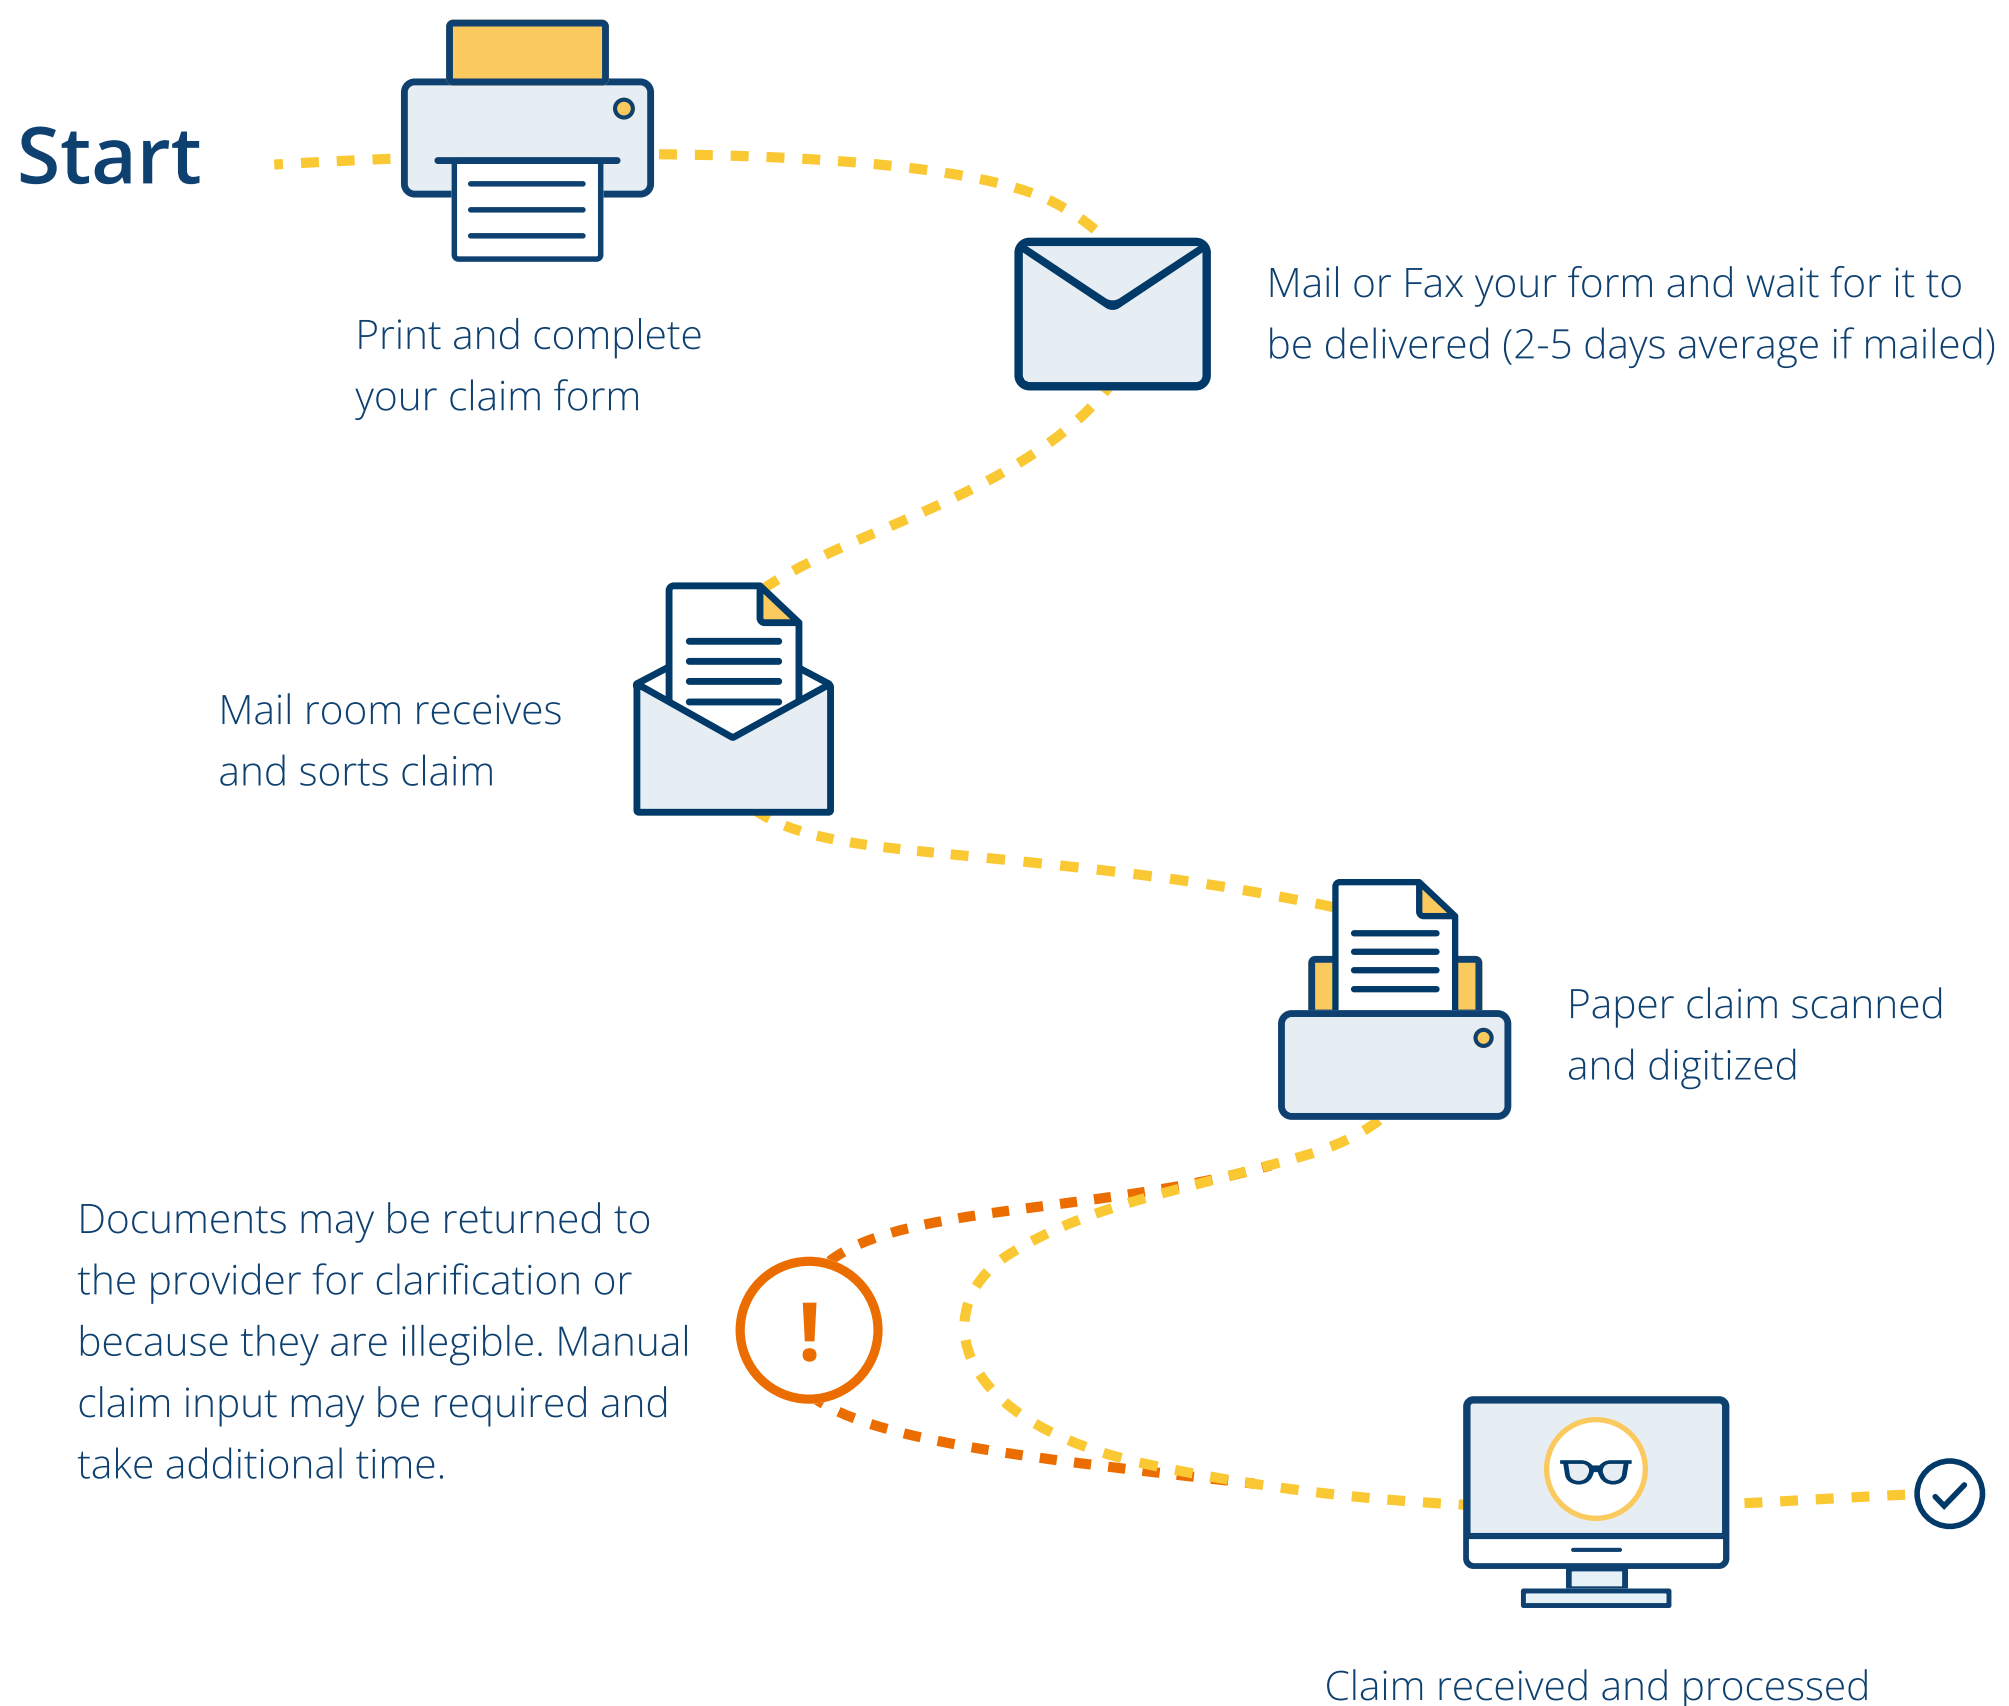 Start
Print and complete
your claim form
Mail or Fax your form and wait for it to
be delivered (2-5 days average if mailed)
Mail room receives
and sorts claim
Paper claim scanned
and digitized
Documents may be returned to
the provider for clarification or
because they are illegible. Manual
claim input may be required and
take additional time.
!
Claim received and processed